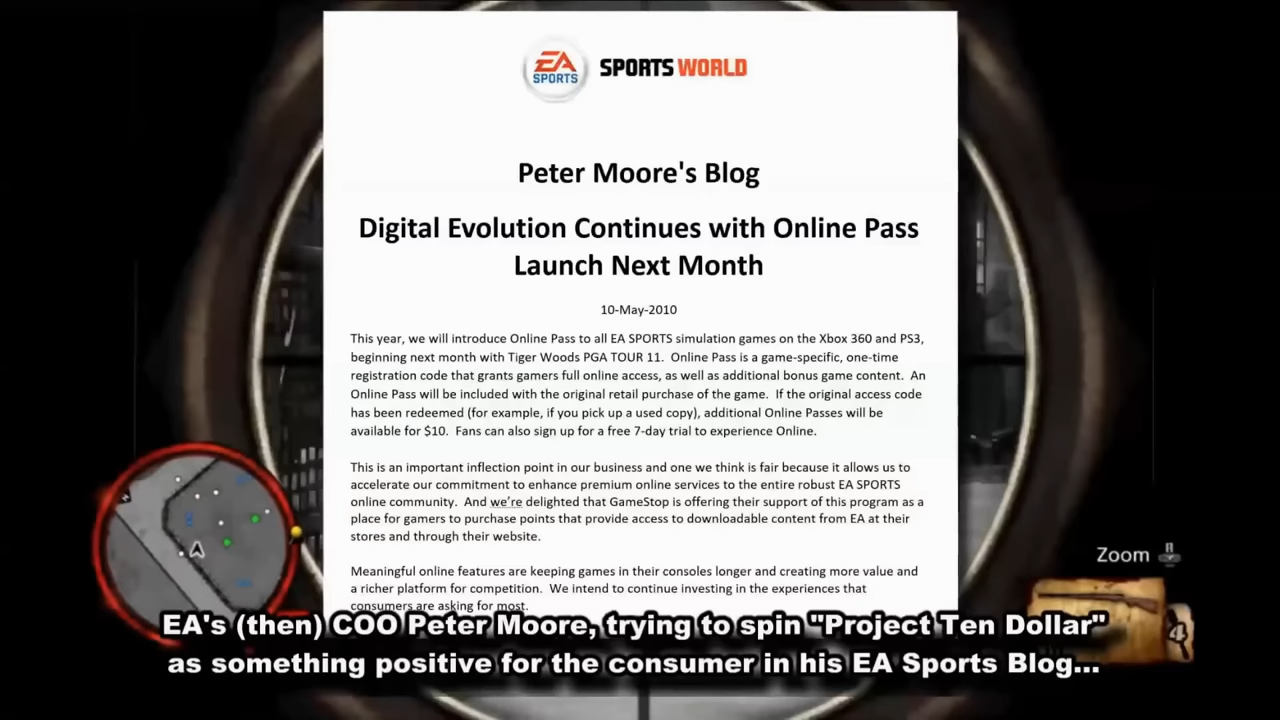 EA
SPORTS
SPORTS WORLD
Peter Moore's Blog
Digital Evolution Continues with Online Pass
Launch Next Month
10-May-2010
This year, we will introduce Online Pass to all EA SPORTS simulation games on the Xbox 360 and PS3,
beginning next month with Tiger Woods PGA TOUR 11.  Online Pass is a game-specific, one-time
registration code that grants gamers full online access, as well as additional bonus game content.  An
Online Pass will be included with the original retail purchase of the game.  If the original access code
has been redeemed (for example, if you pick up a used copy), additional Online Passes will be
available for $10.  Fans can also sign up for a free 7-day trial to experience Online.
This is an important inflection point in our business and one we think is fair because it allows us to
accelerate our commitment to enhance premium online services to the entire robust EA SPORTS
online community.  And we're delighted that GameStop is offering their support of this program as a
place for gamers to purchase points that provide access to downloadable content from EA at their
stores and through their website.
Meaningful online features are keeping games in their consoles longer and creating more value and
a richer platform for competition.  We intend to continue investing in the experiences that
consumers are asking for most.
Zoom
4
EA's (then) COO Peter Moore, trying to spin "Project Ten Dollar"
as something positive for the consumer in his EA Sports Blog...